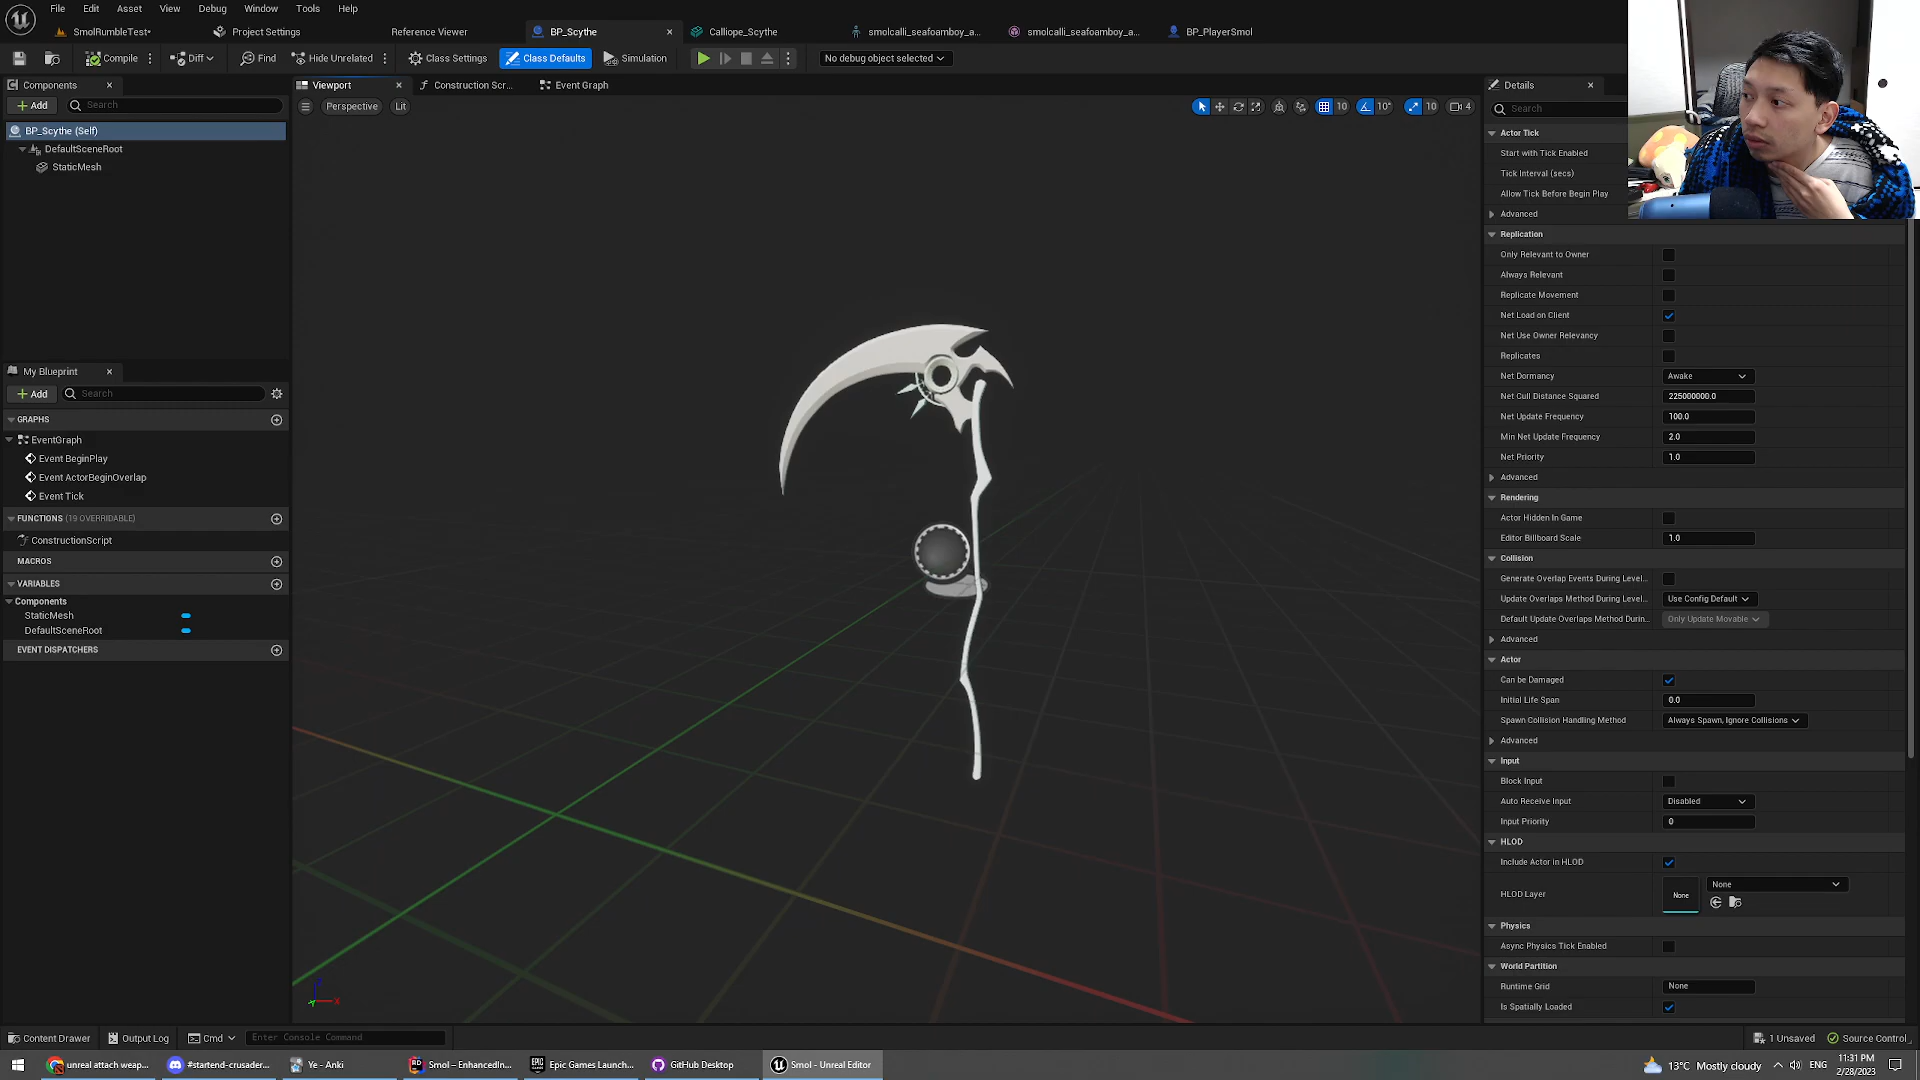 File Edit Asset View Debug Window Tools Help
SmolRumbleTest* Project Settings Reference Viewer BP_Scythe Calliope_Scythe smolcalli_seafoamboy_a... smolcalli_seafoamboy_a... BP_PlayerSmol
Compile Diff Find Hide Unrelated Class Settings Class Defaults Simulation No debug object selected
Components
Add Search
BP_Scythe (Self)
DefaultSceneRoot
StaticMesh
My Blueprint
Add Search
GRAPHS
EventGraph
Event BeginPlay
Event ActorBeginOverlap
Event Tick
FUNCTIONS (19 OVERRIDABLE)
ConstructionScript
MACROS
VARIABLES
Components
StaticMesh
DefaultSceneRoot
EVENT DISPATCHERS
Viewport Construction Scr... Event Graph
Perspective Lit 10 10° 10 4
X
Details
Search
Actor Tick
Start with Tick Enabled
Tick Interval (secs)
Allow Tick Before Begin Play
Advanced
Replication
Only Relevant to Owner
Always Relevant
Replicate Movement
Net Load on Client
Net Use Owner Relevancy
Replicates
Net Dormancy Awake
Net Cull Distance Squared 225000000.0
Net Update Frequency 100.0
Min Net Update Frequency 2.0
Net Priority 1.0
Advanced
Rendering
Actor Hidden In Game
Editor Billboard Scale 1.0
Collision
Generate Overlap Events During Level...
Update Overlaps Method During Level... Use Config Default
Default Update Overlaps Method Durin... Only Update Movable
Advanced
Actor
Can be Damaged
Initial Life Span 0.0
Spawn Collision Handling Method Always Spawn, Ignore Collisions
Advanced
Input
Block Input
Auto Receive Input Disabled
Input Priority 0
HLOD
Include Actor in HLOD
HLOD Layer None None
Physics
Async Physics Tick Enabled
World Partition
Runtime Grid None
Is Spatially Loaded
Content Drawer Output Log Cmd Enter Console Command 1 Unsaved Source Control
unreal attach weap... #startend-crusader... Ye - Anki Smol – EnhancedIn... Epic Games Launch... GitHub Desktop Smol - Unreal Editor 13°C Mostly cloudy ENG 11:31 PM
2/28/2023